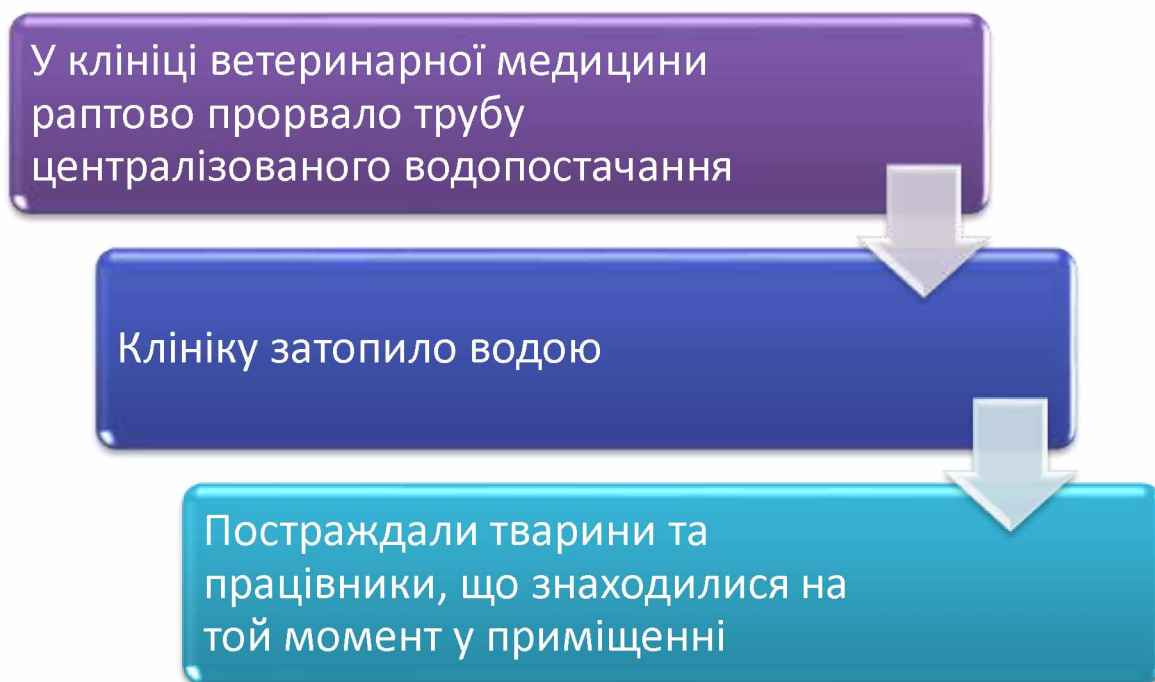 У клініці ветеринарної медицини
раптово прорвало трубу
централізованого водопостачання
Клініку затопило водою
Постраждали тварини та
працівники, що знаходилися на
той момент у приміщенні